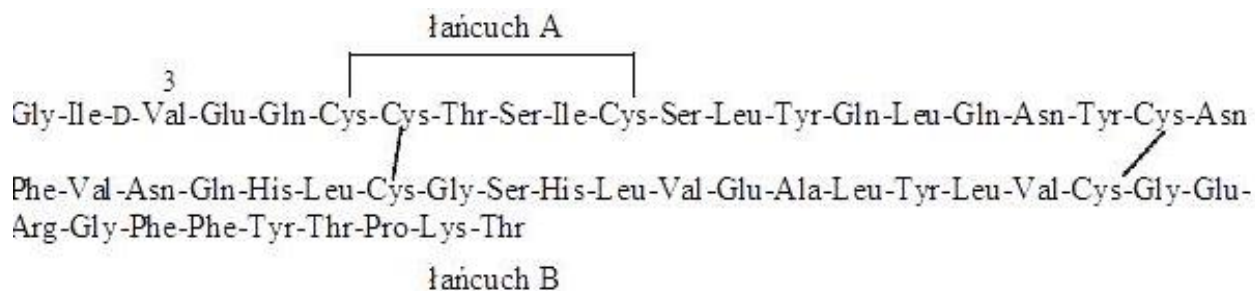 łańcuch A
3
Gly-Ile-D-Val-Glu-Gln-Cys-Cys-Thr-Ser-Ile-Cys-Ser-Leu-Tyr-Gln-Leu-Gln-Asn-Tyr-Cys-Asn
Phe-Val-Asn-Gln-His-Leu-Cys-Gly-Ser-His-Leu-Val-Glu-Ala-Leu-Tyr-Leu-Val-Cys-Gly-Glu-
Arg-Gly-Phe-Phe-Tyr-Thr-Pro-Lys-Thr
łańcuch B